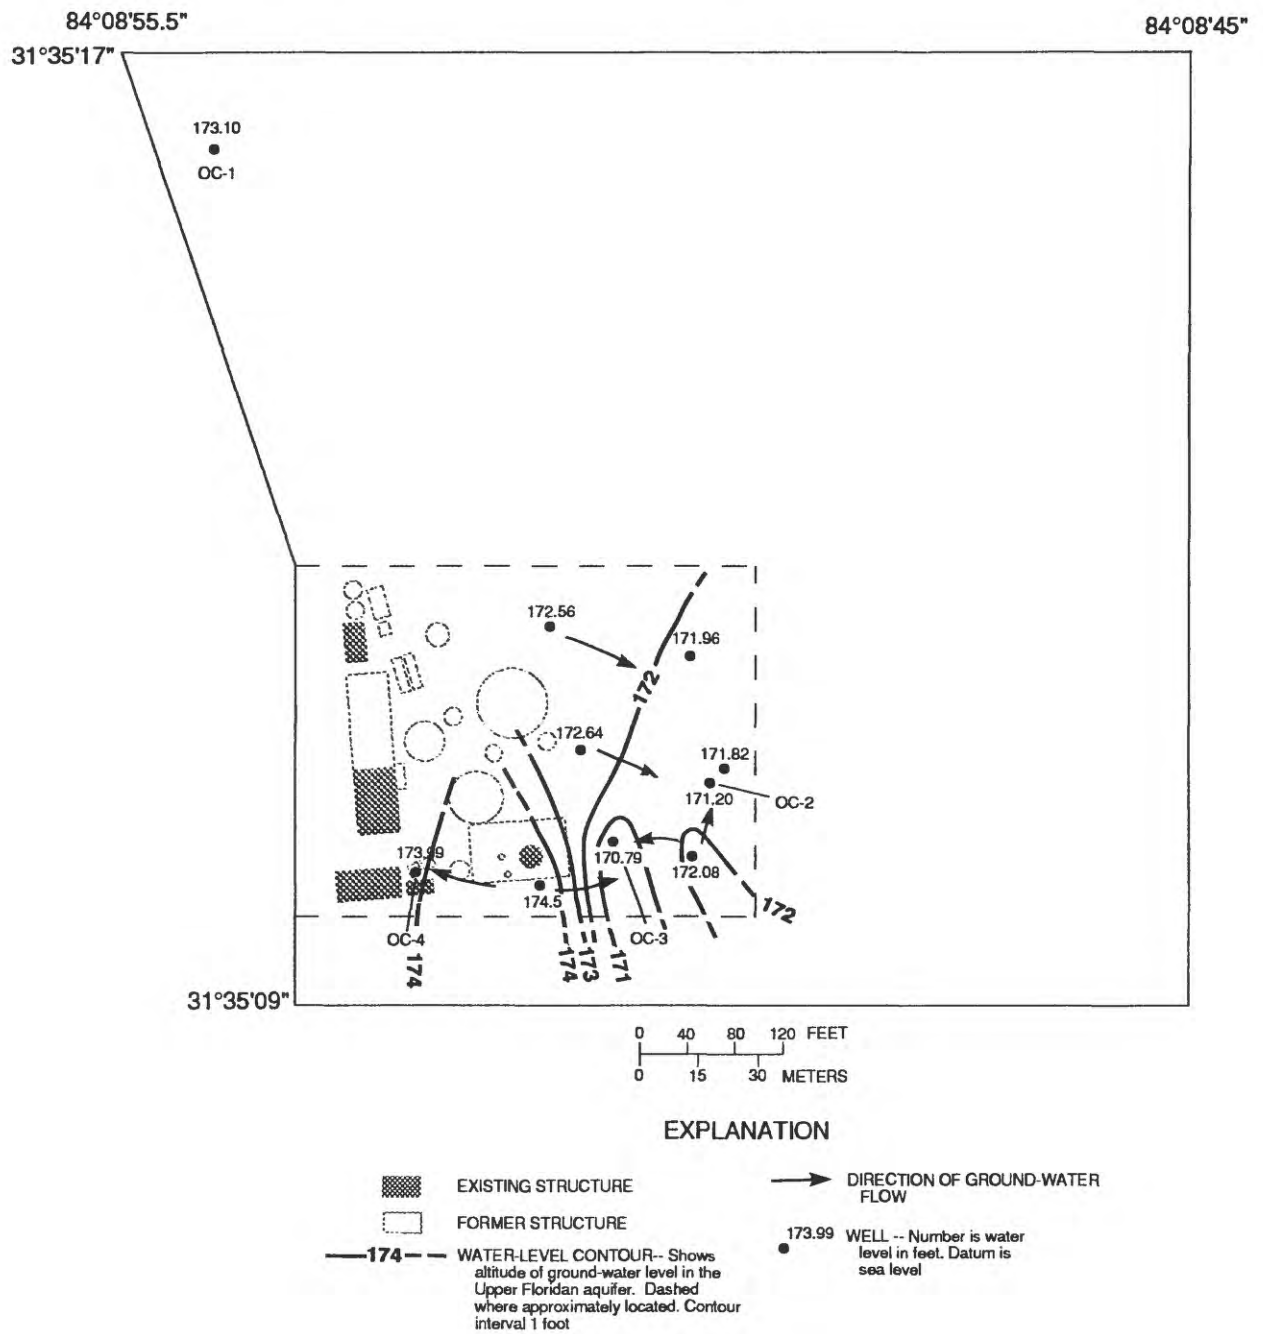 84°08'55.5"
84°08'45"
31°35'17"
173.10
OC-1
172.56
171.96
172
172.64
171.82
171.20
OC-2
173.99
170.79
172.08
174.5
172
OC-4
OC-3
174
174
173
171
31°35'09"
0 40 80 120 FEET
0 15 30 METERS
EXPLANATION
EXISTING STRUCTURE
FORMER STRUCTURE
174
WATER-LEVEL CONTOUR-- Shows
altitude of ground-water level in the
Upper Floridan aquifer. Dashed
where approximately located. Contour
interval 1 foot
DIRECTION OF GROUND-WATER
FLOW
173.99
WELL -- Number is water
level in feet. Datum is
sea level